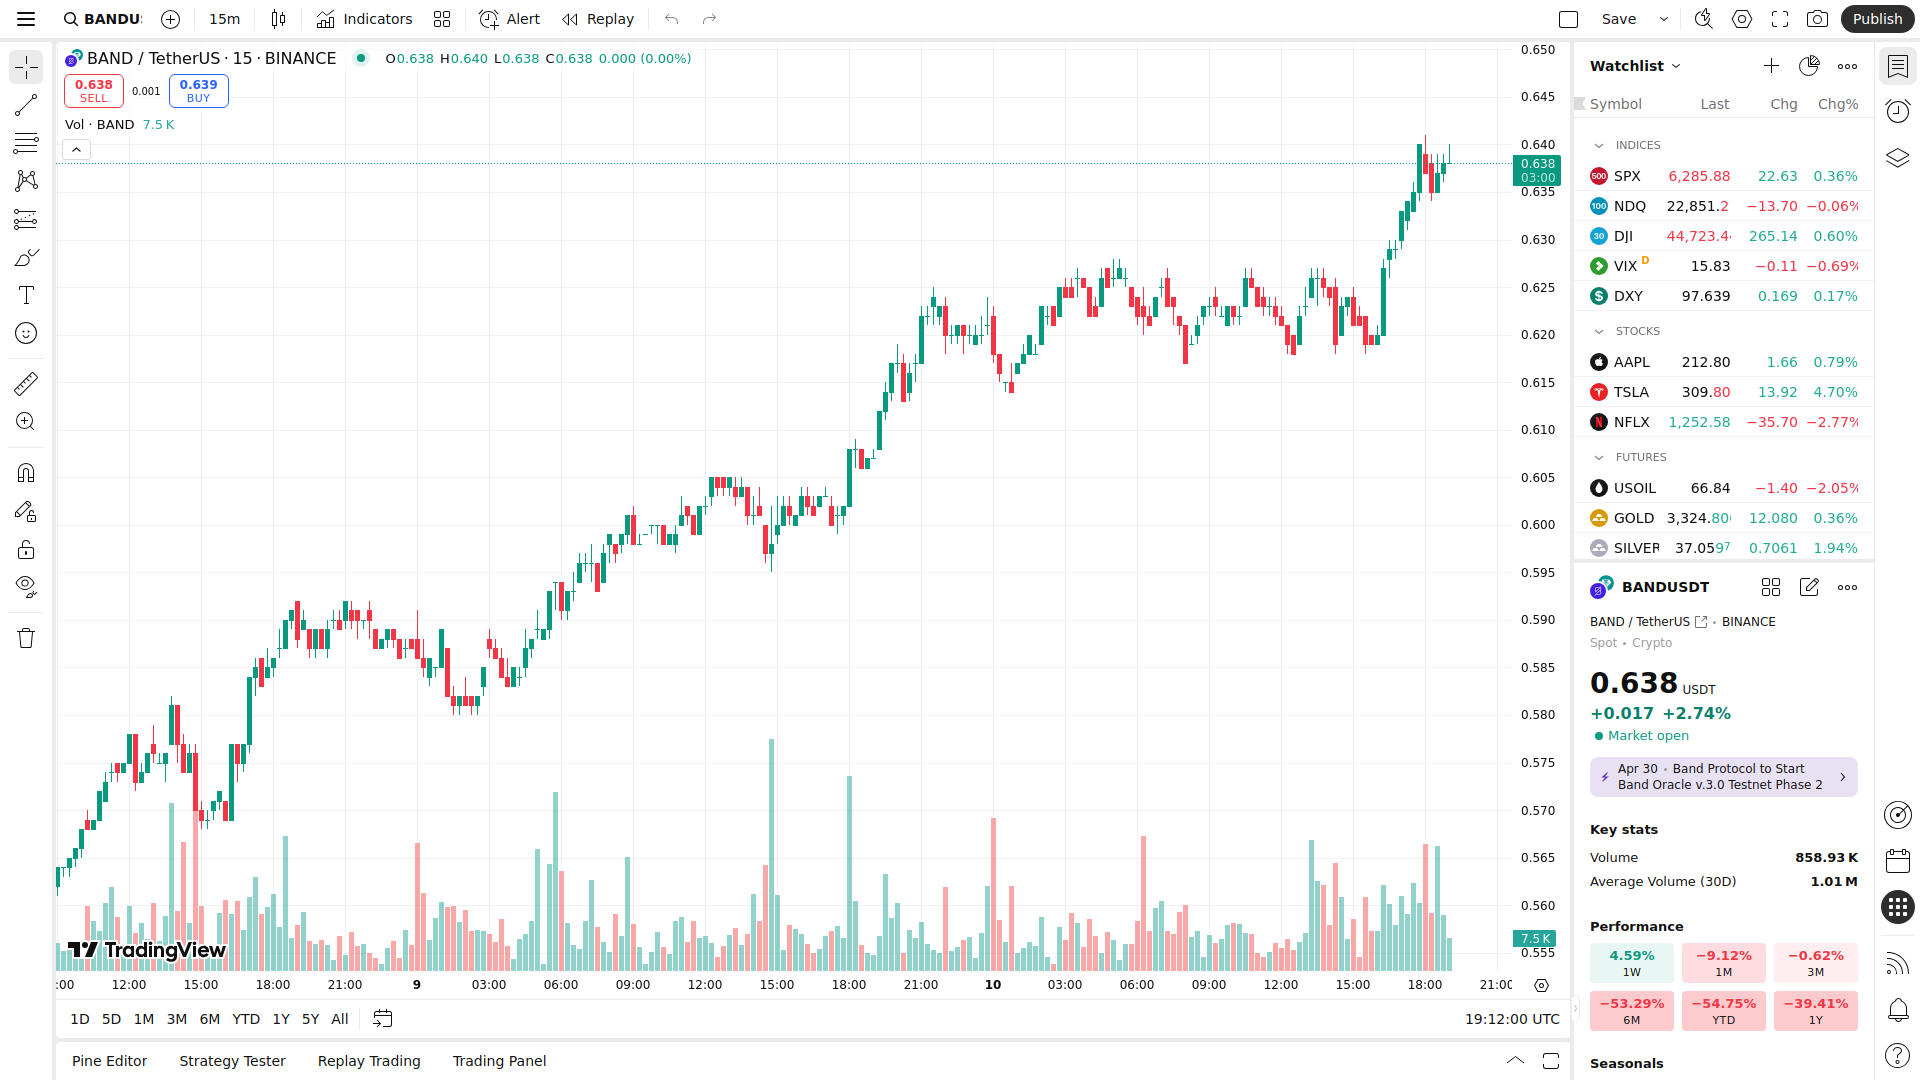 BANDU
15m
Indicators
Alert
Replay
Save
Publish
BAND / TetherUS · 15 · BINANCE
O0.638 H0.640 L0.638 C0.638 0.000 (0.00%)
0.638
SELL
0.001
0.639
BUY
Vol · BAND 7.5 K
0.650
0.645
0.640
0.638
03:00
0.635
0.630
0.625
0.620
0.615
0.610
0.605
0.600
0.595
0.590
0.585
0.580
0.575
0.570
0.565
0.560
7.5 K
0.555
TradingView
:00 12:00 15:00 18:00 21:00 9 03:00 06:00 09:00 12:00 15:00 18:00 21:00 10 03:00 06:00 09:00 12:00 15:00 18:00 21:00
1D 5D 1M 3M 6M YTD 1Y 5Y All
19:12:00 UTC
Pine Editor
Strategy Tester
Replay Trading
Trading Panel
Watchlist
Symbol Last Chg Chg%
INDICES
500 SPX 6,285.88 22.63 0.36%
100 NDQ 22,851.2 −13.70 −0.06%
30 DJI 44,723.4 265.14 0.60%
VIX D 15.83 −0.11 −0.69%
DXY 97.639 0.169 0.17%
STOCKS
AAPL 212.80 1.66 0.79%
TSLA 309.80 13.92 4.70%
NFLX 1,252.58 −35.70 −2.77%
FUTURES
USOIL 66.84 −1.40 −2.05%
GOLD 3,324.80 12.080 0.36%
SILVER 37.0597 0.7061 1.94%
BANDUSDT
BAND / TetherUS • BINANCE
Spot • Crypto
0.638 USDT
+0.017 +2.74%
Market open
Apr 30 • Band Protocol to Start
Band Oracle v.3.0 Testnet Phase 2
Key stats
Volume 858.93 K
Average Volume (30D) 1.01 M
Performance
4.59% −9.12% −0.62%
1W 1M 3M
−53.29% −54.75% −39.41%
6M YTD 1Y
Seasonals